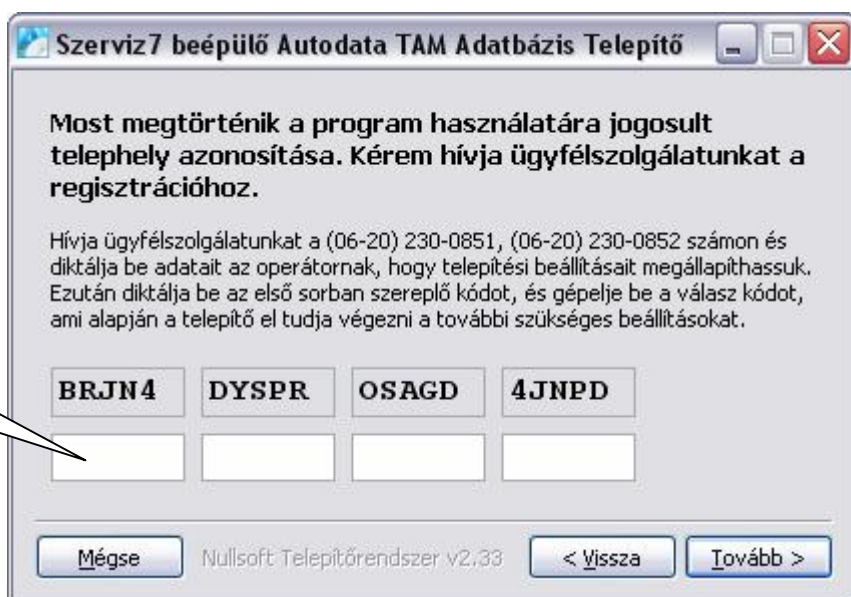 Szerviz7 beépülő Autodata TAM Adatbázis Telepítő
Most megtörténik a program használatára jogosult
telephely azonosítása. Kérem hívja ügyfélszolgálatunkat a
regisztrációhoz.
Hívja ügyfélszolgálatunkat a (06-20) 230-0851, (06-20) 230-0852 számon és
diktálja be adatait az operátornak, hogy telepítési beállításait megállapíthassuk.
Ezután diktálja be az első sorban szereplő kódot, és gépelje be a válasz kódot,
ami alapján a telepítő el tudja végezni a további szükséges beállításokat.
BRJN4 DYSPR OSAGD 4JNPD
Mégse Nullsoft Telepítőrendszer v2.33 < Vissza Tovább >